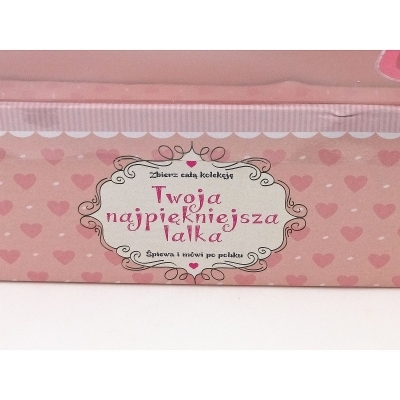 Zbierz całą kolekcję
Twoja
najpiękniejsza
lalka
Śpiewa i mówi po polsku